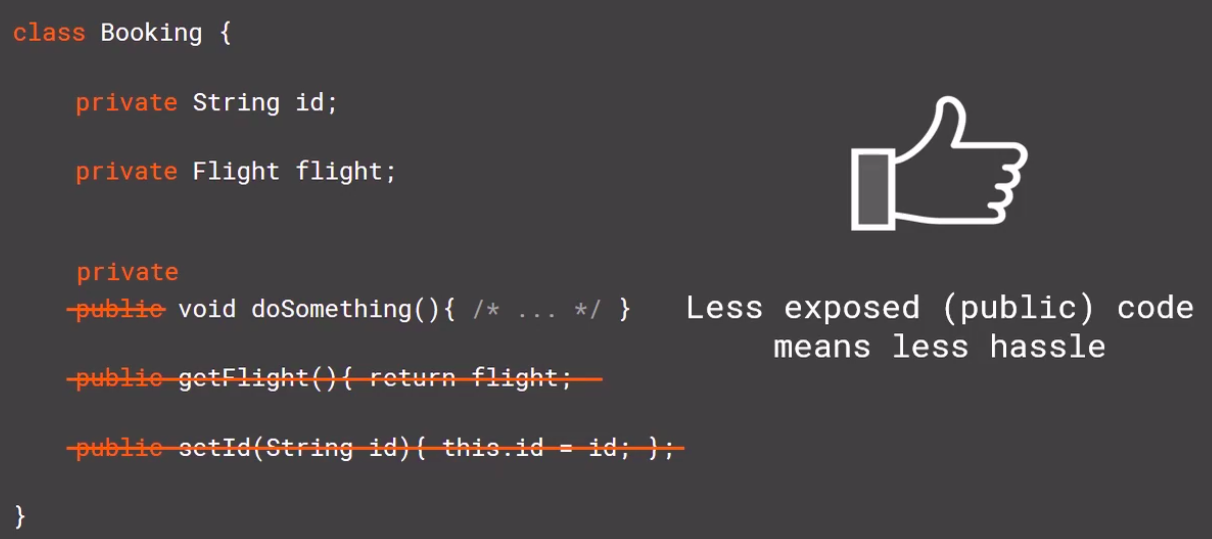 class Booking {
private String id;
private Flight flight;
private
public void doSomething(){ /* ... */ }
public getFlight(){ return flight;
public setId(String id){ this.id = id; };
}
Less exposed (public) code
means less hassle